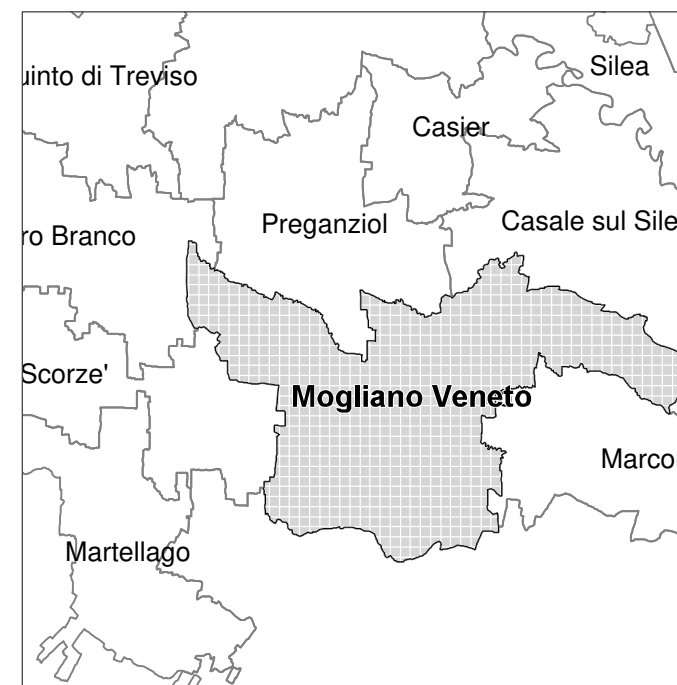 Silea
uinto di Treviso
Casier
Preganziol
Casale sul Sile
ro Branco
Scorze'
Mogliano Veneto
Marco
Martellago